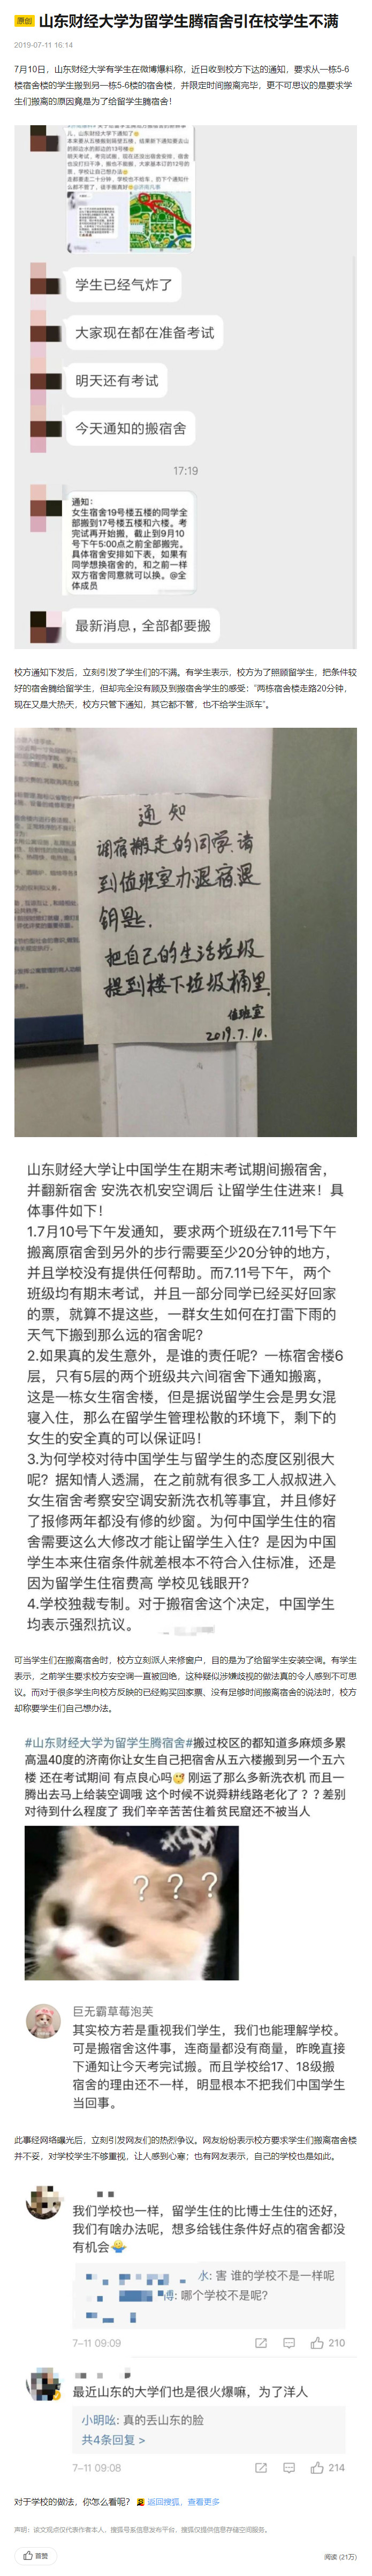 原创 山东财经大学为留学生腾宿舍引在校学生不满
2019-07-11 16:14
7月10日，山东财经大学有学生在微博爆料称，近日收到校方下达的通知，要求从一栋5-6
楼宿舍楼的学生搬到另一栋5-6楼的宿舍楼，并限定时间搬离完毕，更不可思议的是要求学
生们搬离的原因竟是为了给留学生腾宿舍！
学生已经气炸了
大家现在都在准备考试
明天还有考试
今天通知的搬宿舍
17:19
通知：
女生宿舍19号楼五楼的同学全
部搬到17号楼五楼和六楼。考
完试再开始搬，截止到9月10
号下午5:00点之前全部搬完。
具体宿舍安排如下表，如果有
同学想换宿舍的，和之前一样
双方宿舍同意就可以换。@全
体成员
最新消息，全部都要搬
校方通知下发后，立刻引发了学生们的不满。有学生表示，校方为了照顾留学生，把条件较
好的宿舍腾给留学生，但却完全没有顾及到搬宿舍学生的感受：“两栋宿舍楼走路20分钟，
现在又是大热天，校方只管下通知，其它都不管，也不给学生派车”。
通知
调宿搬走的同学.请
到值班室办退宿退
钥匙.
把自己的生活垃圾
提到楼下垃圾桶里.
值班室
2019.7.10.
山东财经大学让中国学生在期末考试期间搬宿舍，
并翻新宿舍 安洗衣机安空调后 让留学生住进来！具
体事件如下！
1.7月10号下午发通知，要求两个班级在7.11号下午
搬离原宿舍到另外的步行需要至少20分钟的地方，
并且学校没有提供任何帮助。而7.11号下午，两个
班级均有期末考试，并且一部分同学已经买好回家
的票，就算不提这些，一群女生如何在打雷下雨的
天气下搬到那么远的宿舍呢？
2.如果真的发生意外，是谁的责任呢？一栋宿舍楼6
层，只有5层的两个班级共六间宿舍下通知搬离，
这是一栋女生宿舍楼，但是据说留学生会是男女混
寝入住，那么在留学生管理松散的环境下，剩下的
女生的安全真的可以保证吗！
3.为何学校对待中国学生与留学生的态度区别很大
呢？据知情人透漏，在之前就有很多工人叔叔进入
女生宿舍考察安空调安新洗衣机等事宜，并且修好
了报修两年都没有修的纱窗。为何中国学生住的宿
舍需要这么大修改才能让留学生入住？是因为中国
学生本来住宿条件就差根本不符合入住标准，还是
因为留学生住宿费高 学校见钱眼开？
4.学校独裁专制。对于搬宿舍这个决定，中国学生
均表示强烈抗议。
可当学生们在搬离宿舍时，校方立刻派人来修窗户，目的是为了给留学生安装空调。有学生
表示，之前学生要求校方安空调一直被回绝，这种疑似涉嫌歧视的做法真的令人感到不可思
议。而对于很多学生向校方反映的已经购买回家票、没有足够时间搬离宿舍的说法时，校方
却称要学生们自己想办法。
#山东财经大学为留学生腾宿舍#搬过校区的都知道多麻烦多累
高温40度的济南你让女生自己把宿舍从五六楼搬到另一个五六
楼 还在考试期间 有点良心吗 刚运了那么多新洗衣机 而且一
腾出去马上给装空调哦 这个时候不说舜耕线路老化了？？差别
对待到什么程度了 我们辛辛苦苦住着贫民窟还不被当人
？？？
巨无霸草莓泡芙
其实校方若是重视我们学生，我们也能理解学校。
可是搬宿舍这件事，连商量都没有商量，昨晚直接
下通知让今天考完试搬。而且学校给17、18级搬
宿舍的理由还不一样，明显根本不把我们中国学生
当回事。
此事经网络曝光后，立刻引发网友们的热烈争议。网友纷纷表示校方要求学生们搬离宿舍楼
并不妥，对学校学生不够重视，让人感到心寒；也有网友表示，自己的学校也是如此。
我们学校也一样，留学生住的比博士生住的还好，
我们有啥办法呢，想多给钱住条件好点的宿舍都没
有机会
水: 害 谁的学校不是一样呢
博: 哪个学校不是呢?
7-11 09:09 210
最近山东的大学们也是很火爆嘛，为了洋人
小明吆: 真的丢山东的脸
共4条回复 >
7-11 09:08 214
对于学校的做法，你怎么看呢？ 返回搜狐，查看更多
声明：该文观点仅代表作者本人，搜狐号系信息发布平台，搜狐仅提供信息存储空间服务。
首赞 阅读 (21万)